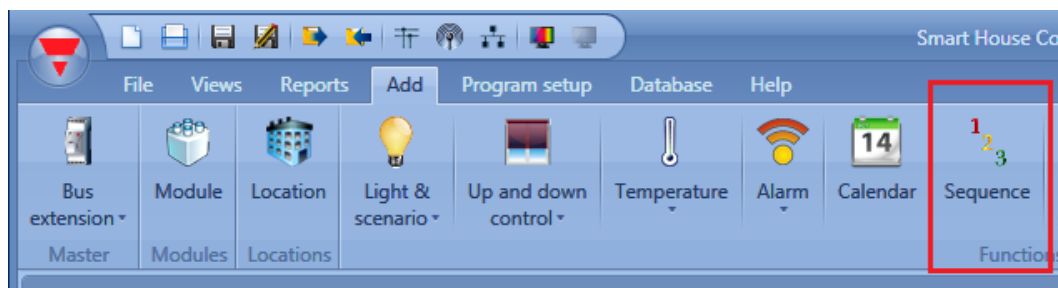 Smart House Co
File Views Reports Add Program setup Database Help
14
1
2
3
Bus extension
Module
Location
Light & scenario
Up and down control
Temperature
Alarm
Calendar
Sequence
Master Modules Locations Functions